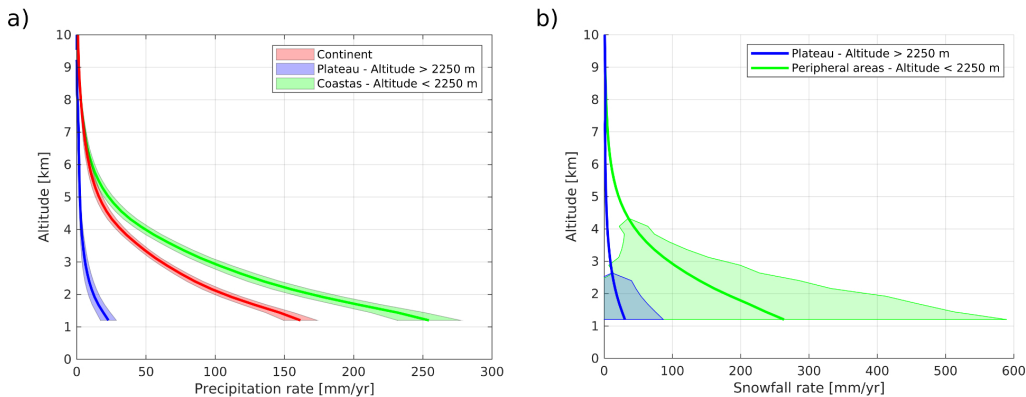 a)
10
9
8
7
6
5
4
3
2
1
0
Altitude [km]
Continent
Plateau - Altitude > 2250 m
Coastas - Altitude < 2250 m
0 50 100 150 200 250 300
Precipitation rate [mm/yr]
b)
10
9
8
7
6
5
4
3
2
1
0
Altitude [km]
Plateau - Altitude > 2250 m
Peripheral areas - Altitude < 2250 m
0 100 200 300 400 500 600
Snowfall rate [mm/yr]